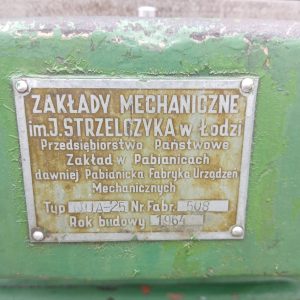 ZAKŁADY MECHANICZNE
im.J.STRZELCZYKA w Łodzi
Przedsiębiorstwo Państwowe
Zakład w Pabianicach
dawniej Pabianicka Fabryka Urządzeń
Mechanicznych
Typ Nr. Fabr. 508
Rok budowy 1964